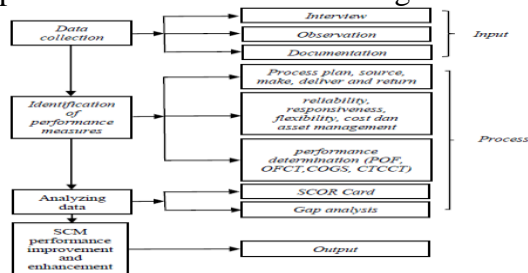 Data
collection
Interview
Observation
Documentation
Input
Identification
of
performance
measures
Process plan, source,
make, deliver and return
reliability,
responsiveness,
flexibility, cost dan
asset management
performance
determination (POF,
OFCT,COGS, CTCCT)
Process
Analyzing
data
SCOR Card
Gap analysis
SCM
performance
improvement
and
enhancement
Output